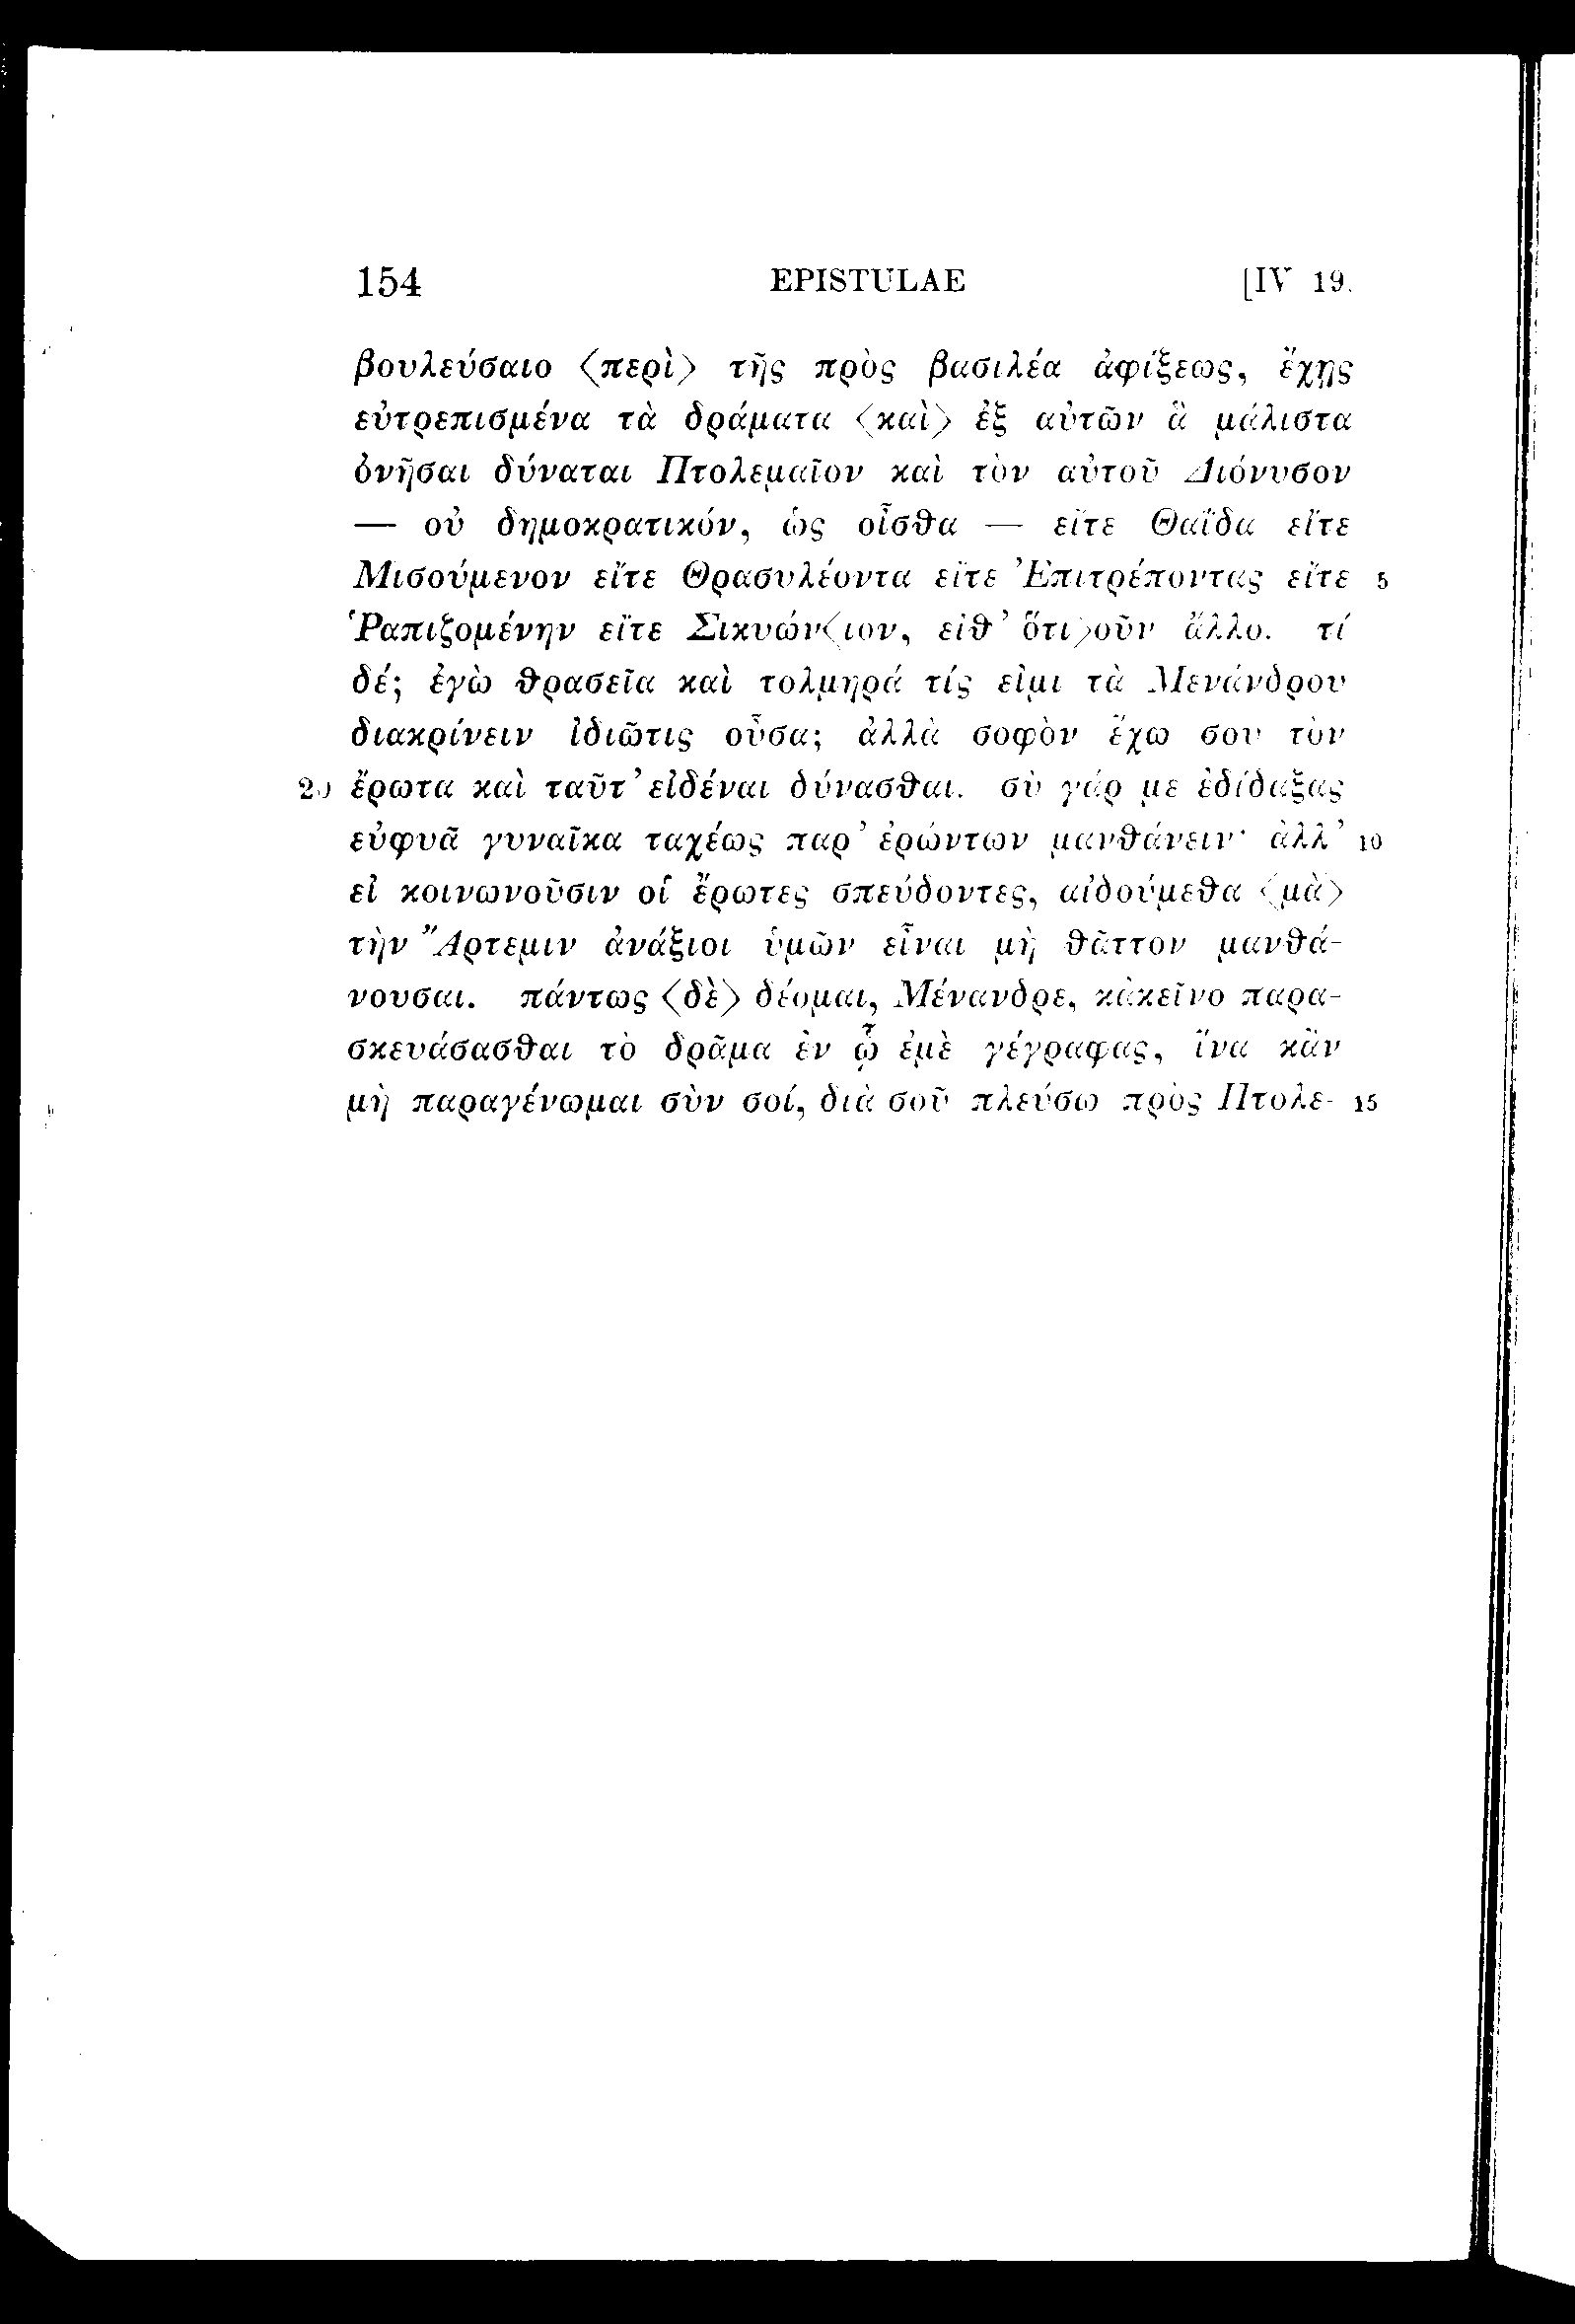 154 EPISTULAE [IV 19.
βουλεύσαιο <περὶ> τῆς πρὸς βασιλέα ἀφίξεως, ἔχῃς
εὐτρεπισμένα τὰ δράματα <καὶ> ἐξ αὐτῶν ἃ μάλιστα
ὀνῆσαι δύναται Πτολεμαῖον καὶ τὸν αὐτοῦ Διόνυσον
— οὐ δημοκρατικόν, ὡς οἶσθα — εἴτε Θαΐδα εἴτε
Μισούμενον εἴτε Θρασυλέοντα εἴτε Ἐπιτρέποντας εἴτε 5
Ῥαπιζομένην εἴτε Σικυών<ιον, εἴθ' ὅτι>οῦν ἄλλο. τί
δέ; ἐγὼ θρασεῖα καὶ τολμηρά τίς εἰμι τὰ Μενάνδρου
διακρίνειν ἰδιῶτις οὖσα; ἀλλὰ σοφὸν ἔχω σου τὸν
20 ἔρωτα καὶ ταῦτ' εἰδέναι δύνασθαι. σὺ γάρ με ἐδίδαξας
εὐφυᾶ γυναῖκα ταχέως παρ' ἐρώντων μανθάνειν· ἀλλ' 10
εἰ κοινωνοῦσιν οἱ ἔρωτες σπεύδοντες, αἰδούμεθα <μὰ>
τὴν Ἄρτεμιν ἀνάξιοι ὑμῶν εἶναι μὴ θᾶττον μανθά-
νουσαι. πάντως <δὲ> δέομαι, Μένανδρε, κἀκεῖνο παρα-
σκευάσασθαι τὸ δρᾶμα ἐν ᾧ ἐμὲ γέγραφας, ἵνα κἂν
μὴ παραγένωμαι σὺν σοί, διὰ σοῦ πλεύσω πρὸς Πτολε- 15